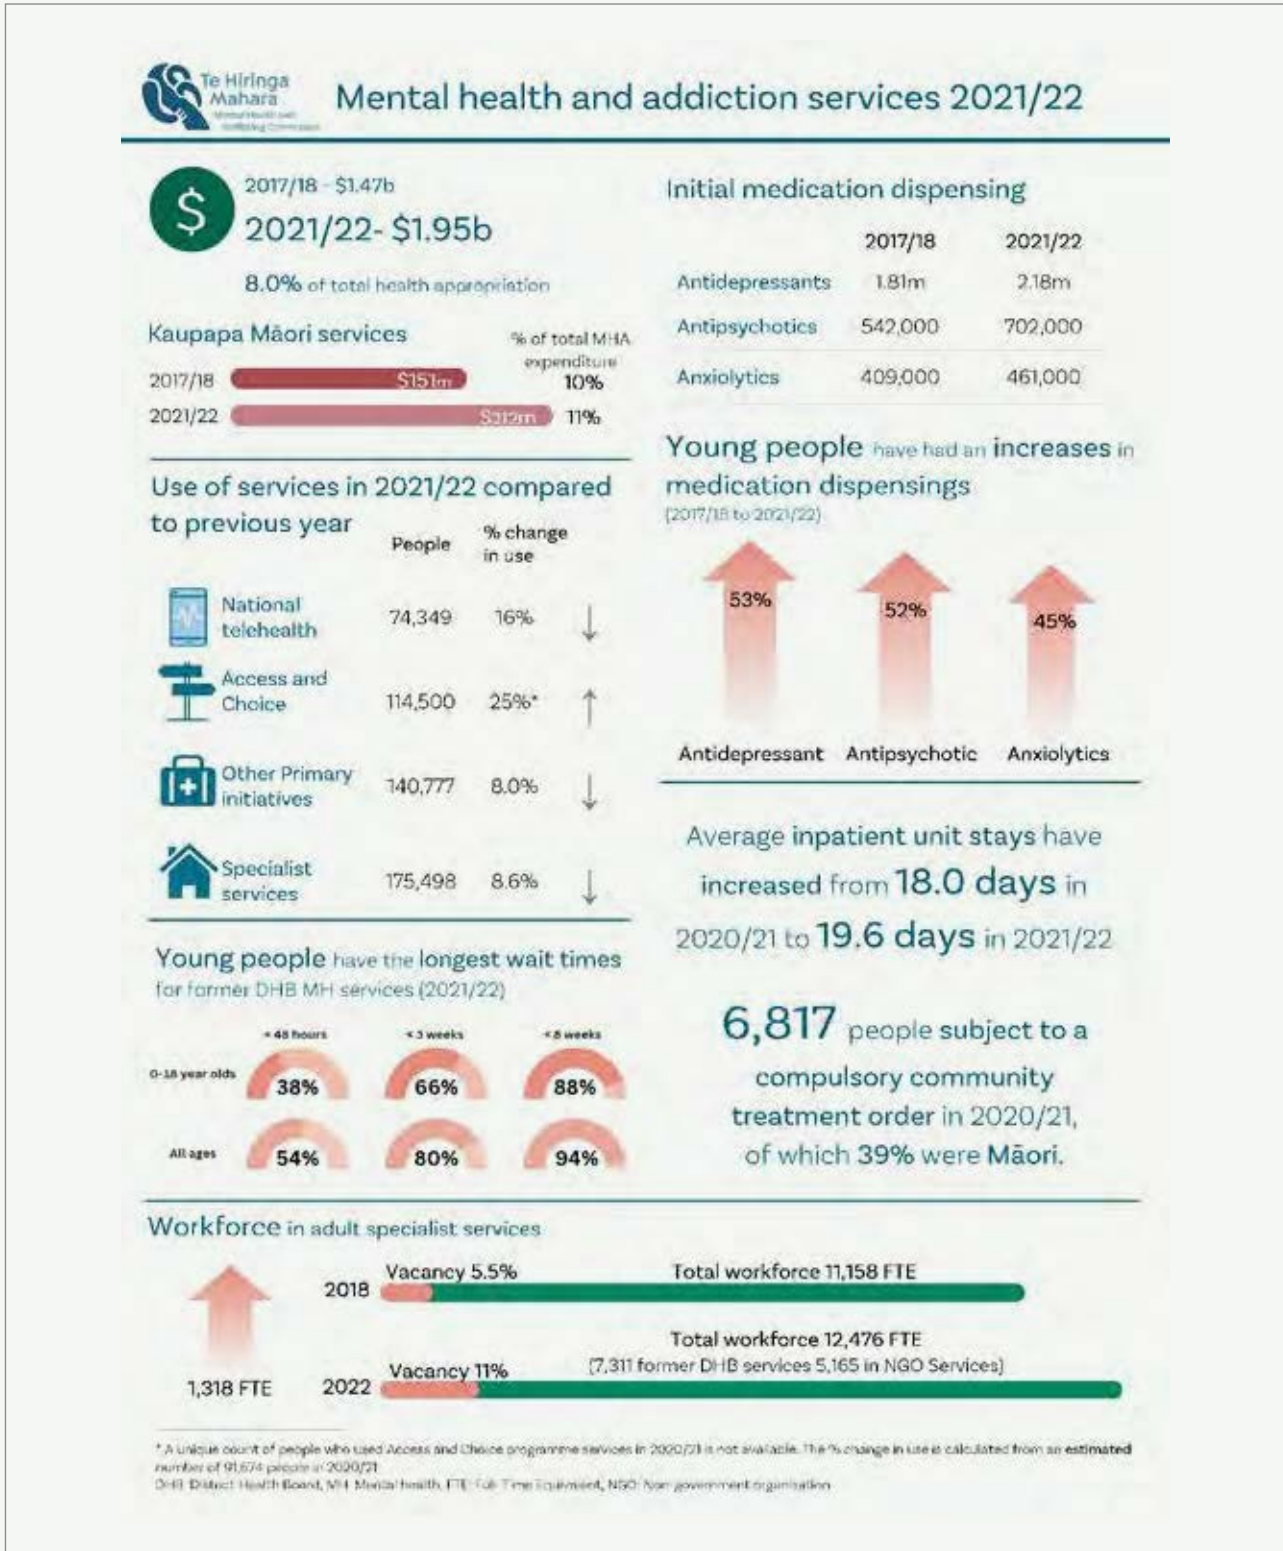 Te Hiringa
Mahara
Mental health and addiction services 2021/22
$
2017/18 - $1.47b
2021/22- $1.95b
8.0% of total health appropriation
Kaupapa Māori services
% of total MHA
expenditure
2017/18
$151m
10%
2021/22
$212m
11%
Use of services in 2021/22 compared
to previous year
People
% change
in use
National
telehealth
74,349
16%
↓
Access and
Choice
114,500
25%*
↑
Other Primary
initiatives
140,777
8.0%
↓
Specialist
services
175,498
8.6%
↓
Young people have the longest wait times
for former DHB MH services (2021/22)
< 48 hours
< 3 weeks
< 8 weeks
0-18 year olds
38%
66%
88%
All ages
54%
80%
94%
Initial medication dispensing
2017/18
2021/22
Antidepressants
1.81m
2.18m
Antipsychotics
542,000
702,000
Anxiolytics
409,000
461,000
Young people have had an increases in
medication dispensings
(2017/18 to 2021/22)
53%
52%
45%
Antidepressant
Antipsychotic
Anxiolytics
Average inpatient unit stays have
increased from 18.0 days in
2020/21 to 19.6 days in 2021/22
6,817 people subject to a
compulsory community
treatment order in 2020/21,
of which 39% were Māori.
Workforce in adult specialist services
1,318 FTE
2018
Vacancy 5.5%
Total workforce 11,158 FTE
2022
Vacancy 11%
Total workforce 12,476 FTE
(7,311 former DHB services 5,165 in NGO Services)
* A unique count of people who used Access and Choice programme services in 2020/21 is not available. The % change in use is calculated from an estimated
number of 91,674 people in 2020/21
DHB: District Health Board, MH: Mental health, FTE: Full Time Equivalent, NGO: Non-government organisation